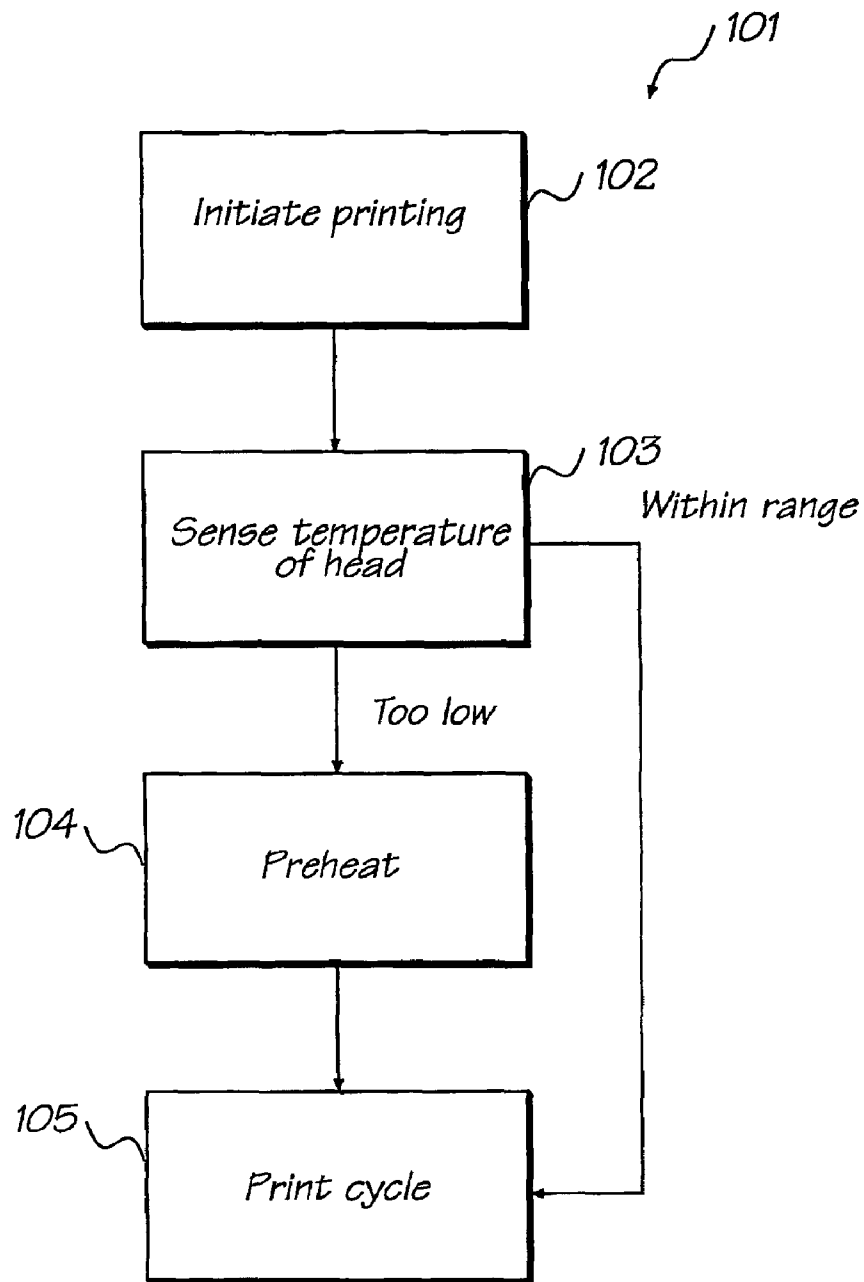 101
102
Initiate printing
103
Within range
Sense temperature
of head
Too low
104
Preheat
105
Print cycle